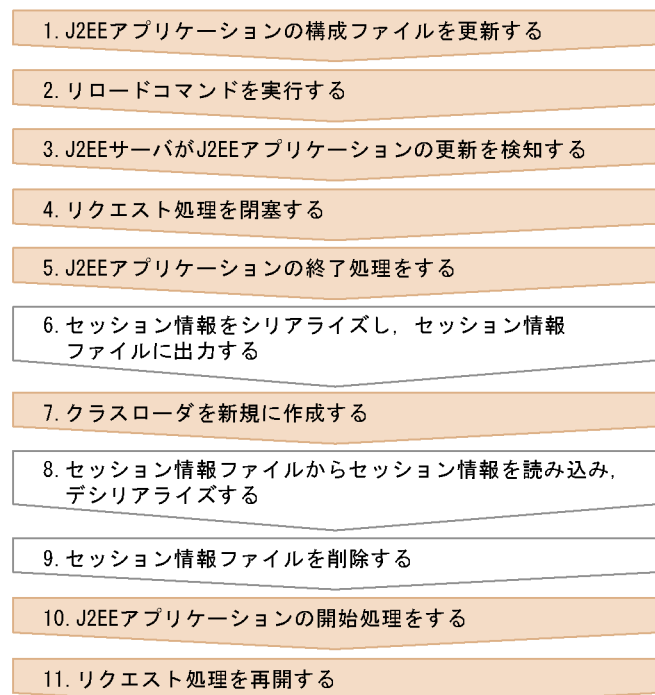 1. J2EEアプリケーションの構成ファイルを更新する
2. リロードコマンドを実行する
3. J2EEサーバがJ2EEアプリケーションの更新を検知する
4. リクエスト処理を閉塞する
5. J2EEアプリケーションの終了処理をする
6. セッション情報をシリアライズし，セッション情報
ファイルに出力する
7. クラスローダを新規に作成する
8. セッション情報ファイルからセッション情報を読み込み，
デシリアライズする
9. セッション情報ファイルを削除する
10. J2EEアプリケーションの開始処理をする
11. リクエスト処理を再開する